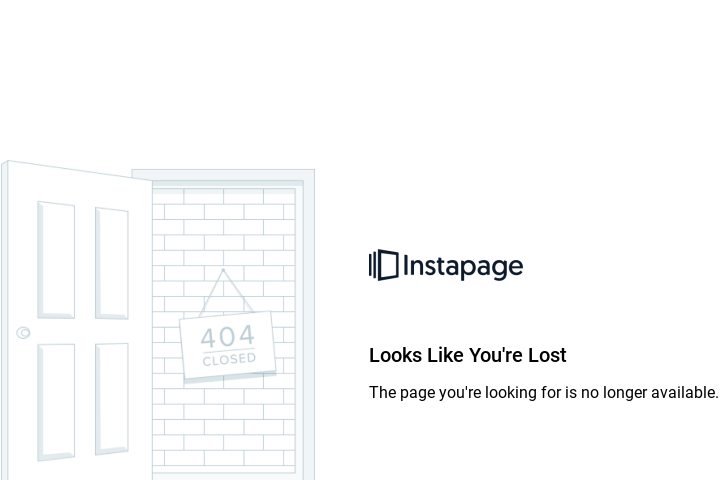 Instapage
404
CLOSED
Looks Like You're Lost
The page you're looking for is no longer available.